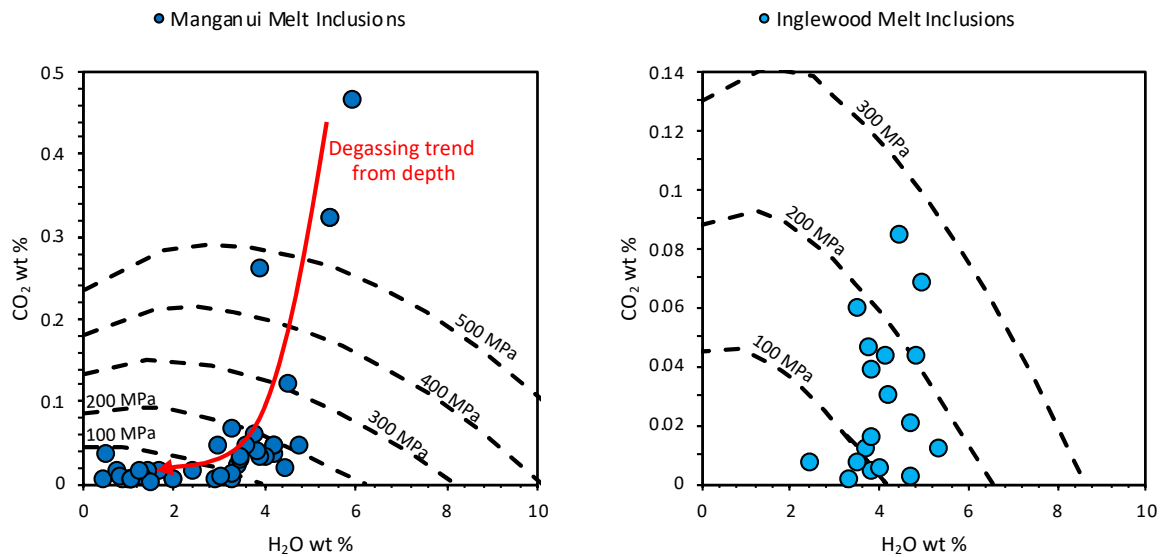 Manganui Melt Inclusions
0.5
0.4
0.3
0.2
0.1
0
CO₂ wt %
0 2 4 6 8 10
H₂O wt %
Degassing trend
from depth
500 MPa
400 MPa
300 MPa
200 MPa
100 MPa
Inglewood Melt Inclusions
0.14
0.12
0.1
0.08
0.06
0.04
0.02
0
CO₂ wt %
0 2 4 6 8 10
H₂O wt %
300 MPa
200 MPa
100 MPa